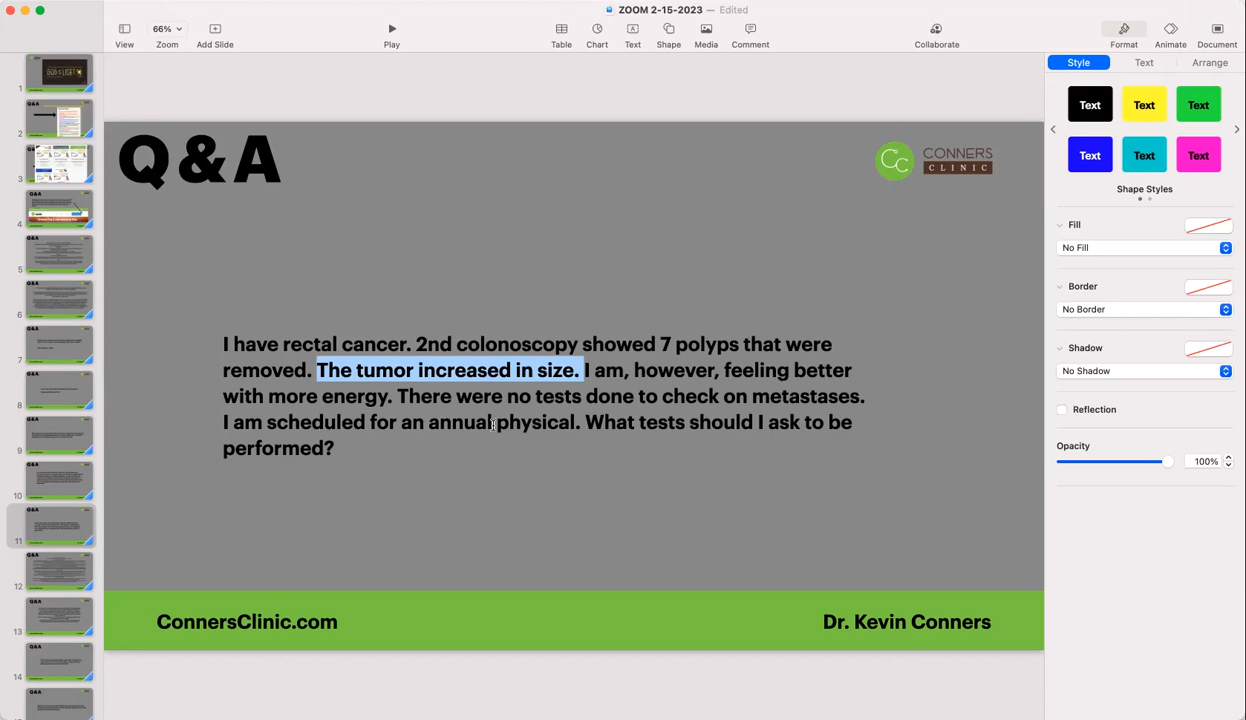 ZOOM 2-15-2023 — Edited
66%
View
Zoom
Add Slide
Play
Table
Chart
Text
Shape
Media
Comment
Collaborate
Format
Animate
Document
Style
Text
Arrange
1
2
3
4
5
6
7
8
9
10
11
12
13
14
Q&A
CC
CONNERS
CLINIC
I have rectal cancer. 2nd colonoscopy showed 7 polyps that were
removed. The tumor increased in size. I am, however, feeling better
with more energy. There were no tests done to check on metastases.
I am scheduled for an annual physical. What tests should I ask to be
performed?
ConnersClinic.com
Dr. Kevin Conners
Text
Text
Text
Text
Text
Text
Shape Styles
Fill
No Fill
Border
No Border
Shadow
No Shadow
Reflection
Opacity
100%